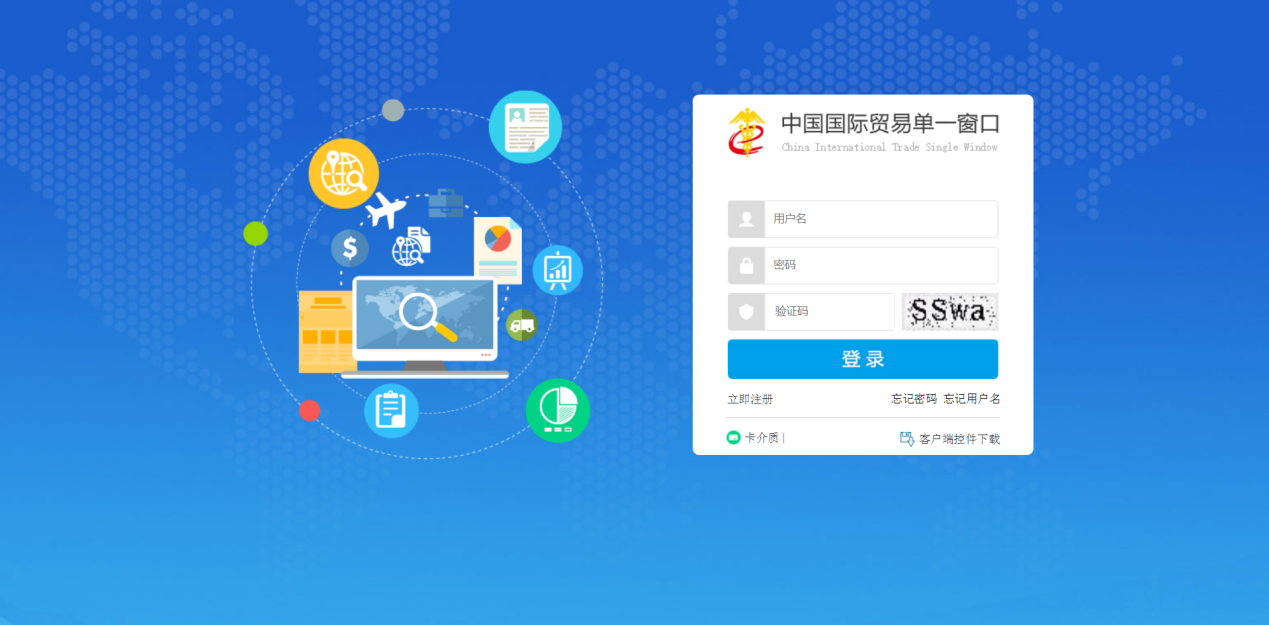 中国国际贸易单一窗口
China International Trade Single Window
用户名
密码
验证码
SSwa
登录
立即注册 忘记密码 忘记用户名
卡介质 | 客户端控件下载